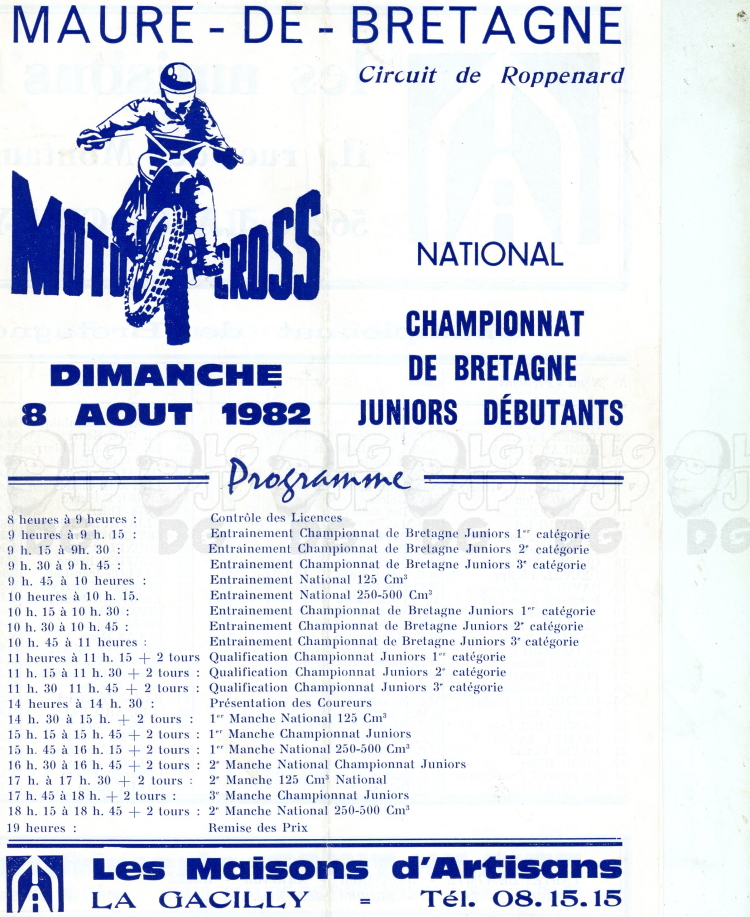 MAURE - DE - BRETAGNE
Circuit de Roppenard
MOTO CROSS
NATIONAL
CHAMPIONNAT
DE BRETAGNE
JUNIORS DÉBUTANTS
DIMANCHE
8 AOUT 1982
Programme
8 heures à 9 heures : Contrôle des Licences
9 heures à 9 h. 15 : Entrainement Championnat de Bretagne Juniors 1er catégorie
9 h. 15 à 9h. 30 : Entrainement Championnat de Bretagne Juniors 2e catégorie
9 h. 30 à 9 h. 45 : Entrainement Championnat de Bretagne Juniors 3e catégorie
9 h. 45 à 10 heures : Entrainement National 125 Cm³
10 heures à 10 h. 15. Entrainement National 250-500 Cm³
10 h. 15 à 10 h. 30 : Entrainement Championnat de Bretagne Juniors 1er catégorie
10 h. 30 à 10 h. 45 : Entrainement Championnat de Bretagne Juniors 2e catégorie
10 h. 45 à 11 heures : Entrainement Championnat de Bretagne Juniors 3e catégorie
11 heures à 11 h. 15 + 2 tours Qualification Championnat Juniors 1er catégorie
11 h. 15 à 11 h. 30 + 2 tours : Qualification Championnat Juniors 2e catégorie
11 h. 30 11 h. 45 + 2 tours : Qualification Championnat Juniors 3e catégorie
14 heures à 14 h. 30 : Présentation des Coureurs
14 h. 30 à 15 h. + 2 tours : 1er Manche National 125 Cm³
15 h. 15 à 15 h. 45 + 2 tours : 1er Manche Championnat Juniors
15 h. 45 à 16 h. 15 + 2 tours : 1er Manche National 250-500 Cm³
16 h. 30 à 16 h. 45 + 2 tours : 2e Manche National Championnat Juniors
17 h. à 17 h. 30 + 2 tours : 2e Manche 125 Cm³ National
17 h. 45 à 18 h. + 2 tours : 3e Manche Championnat Juniors
18 h. 15 à 18 h. 45 + 2 tours : 2e Manche National 250-500 Cm³
19 heures : Remise des Prix
Les Maisons d'Artisans
LA GACILLY = Tél. 08.15.15